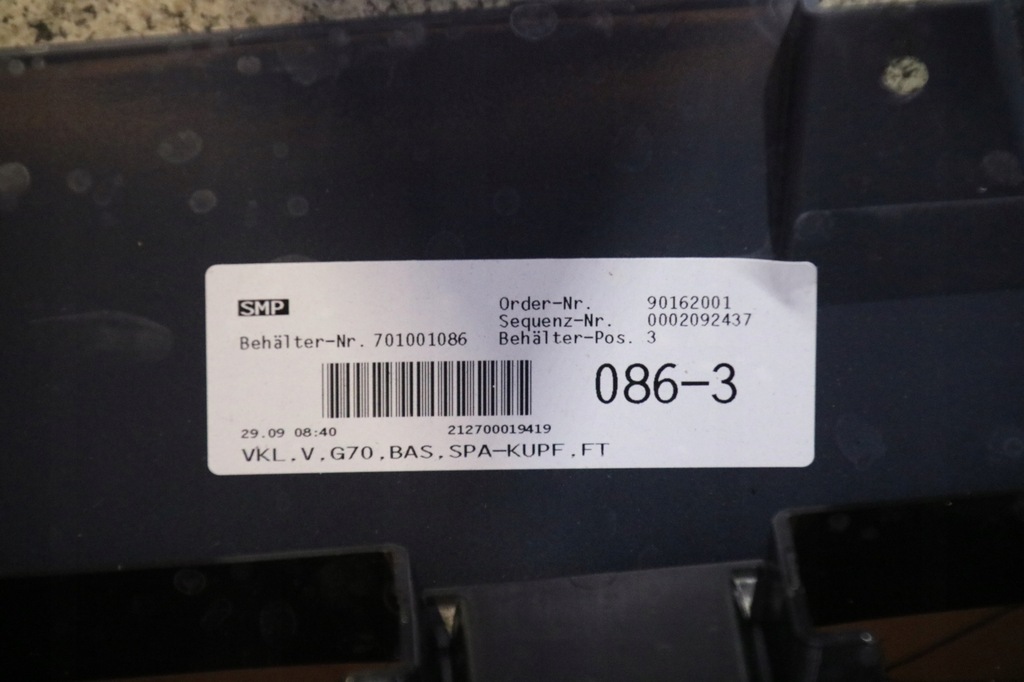 SMP
Order-Nr. 90162001
Sequenz-Nr. 0002092437
Behälter-Nr. 701001086 Behälter-Pos. 3
086-3
29.09 08:40 212700019419
VKL.V.G70.BAS.SPA-KUPF.FT